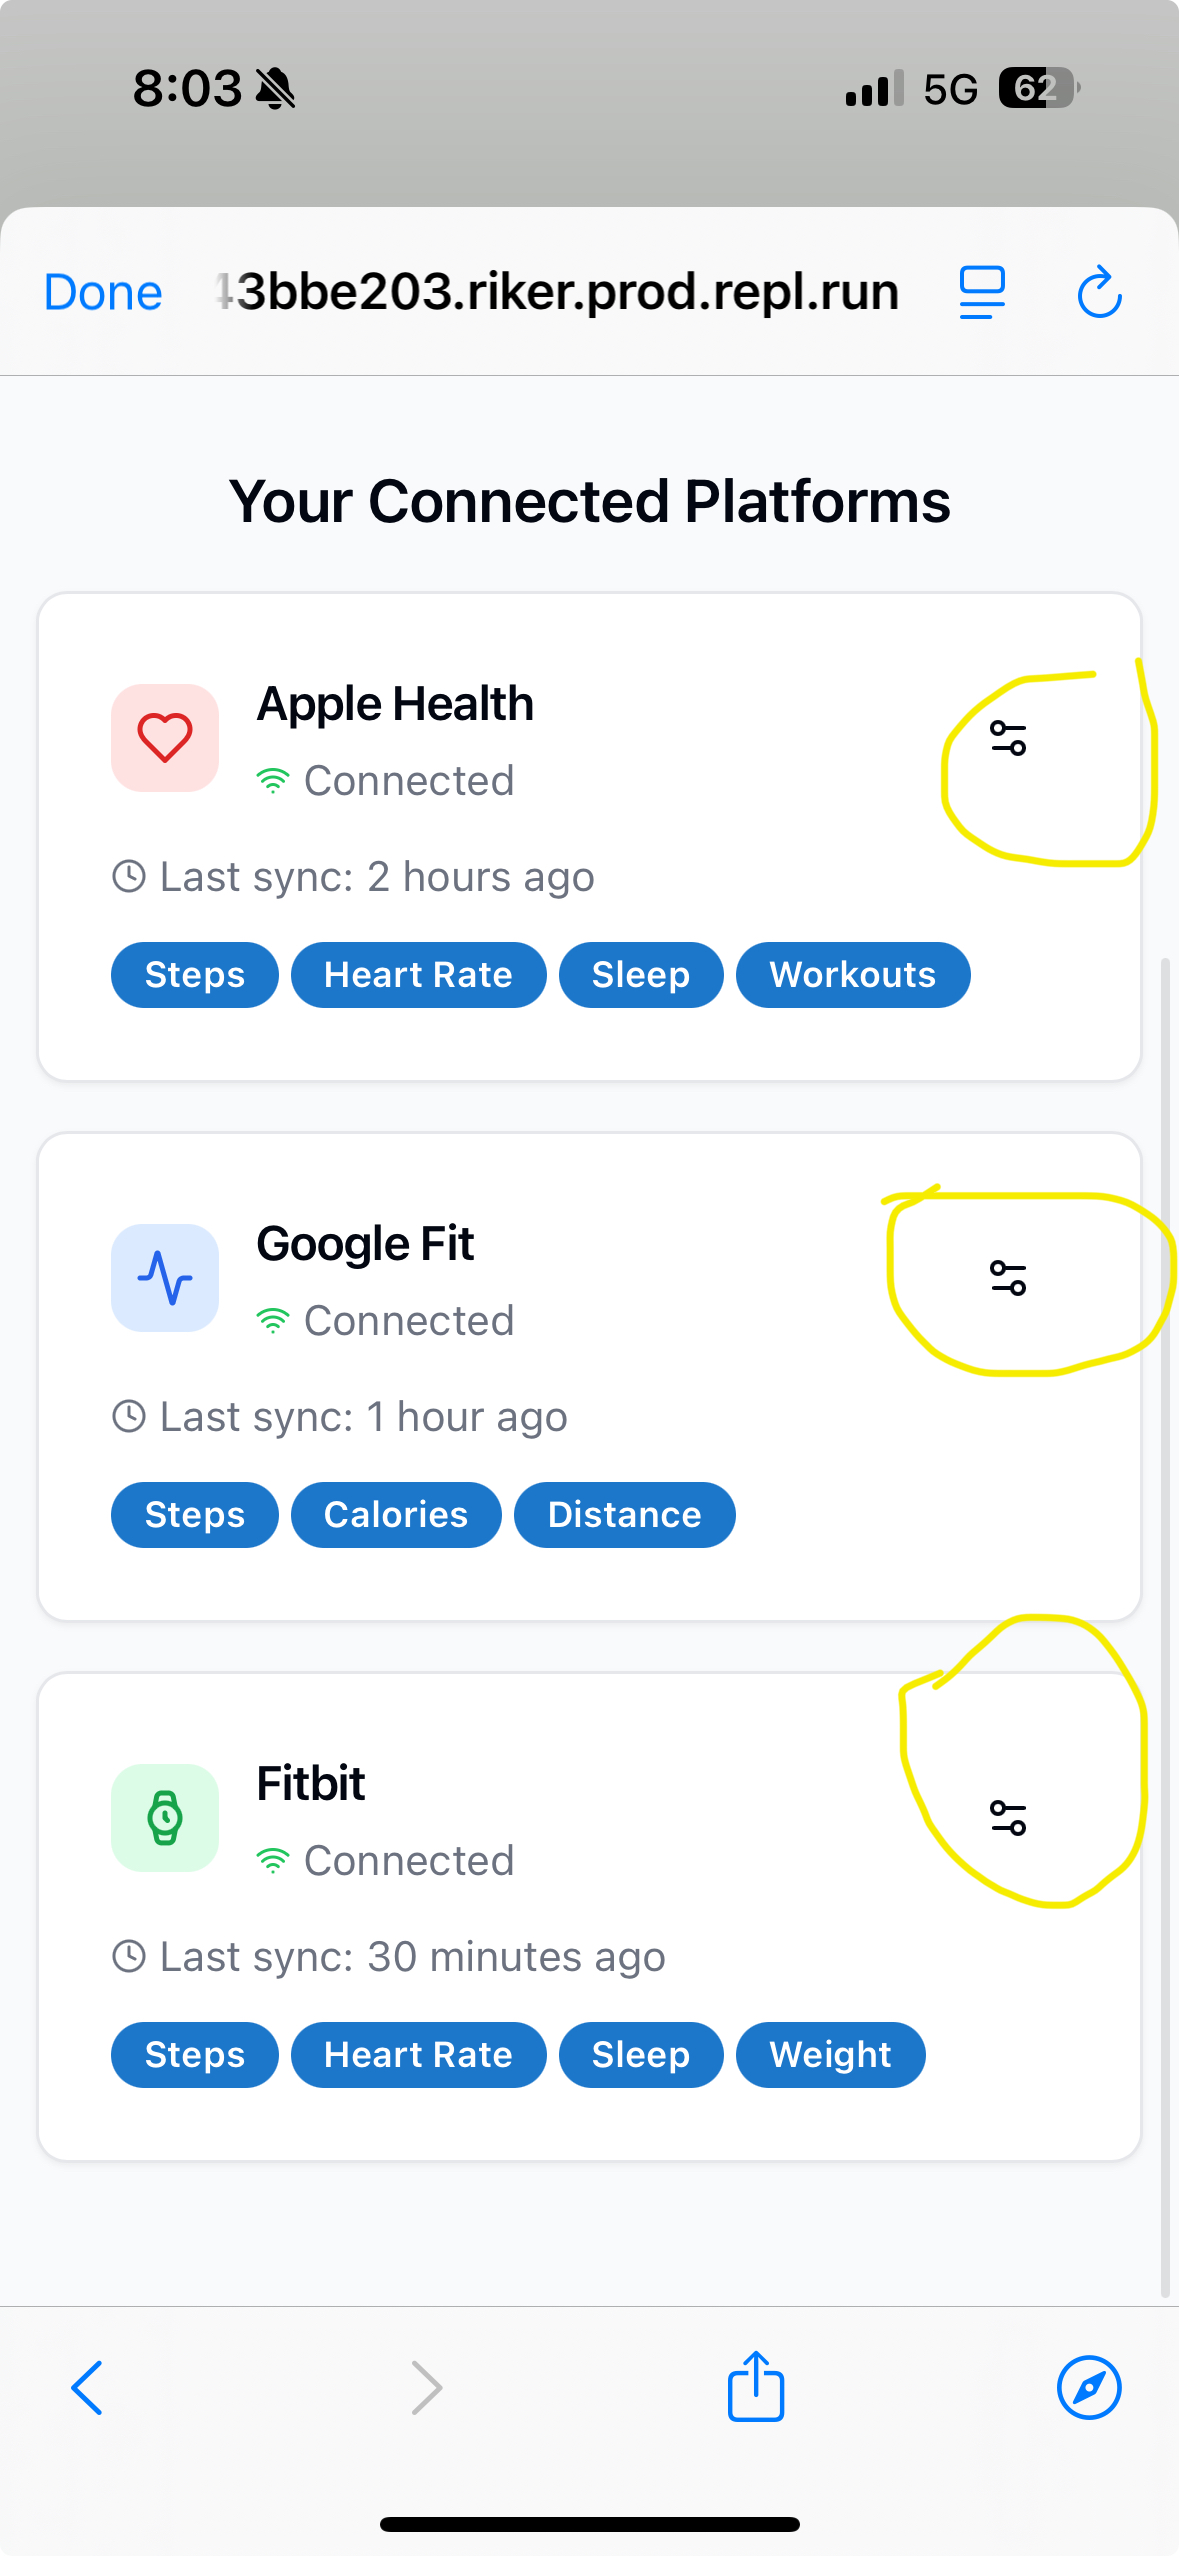 8:03 5G 62
Done 43bbe203.riker.prod.repl.run
Your Connected Platforms
Apple Health
Connected
Last sync: 2 hours ago
Steps Heart Rate Sleep Workouts
Google Fit
Connected
Last sync: 1 hour ago
Steps Calories Distance
Fitbit
Connected
Last sync: 30 minutes ago
Steps Heart Rate Sleep Weight